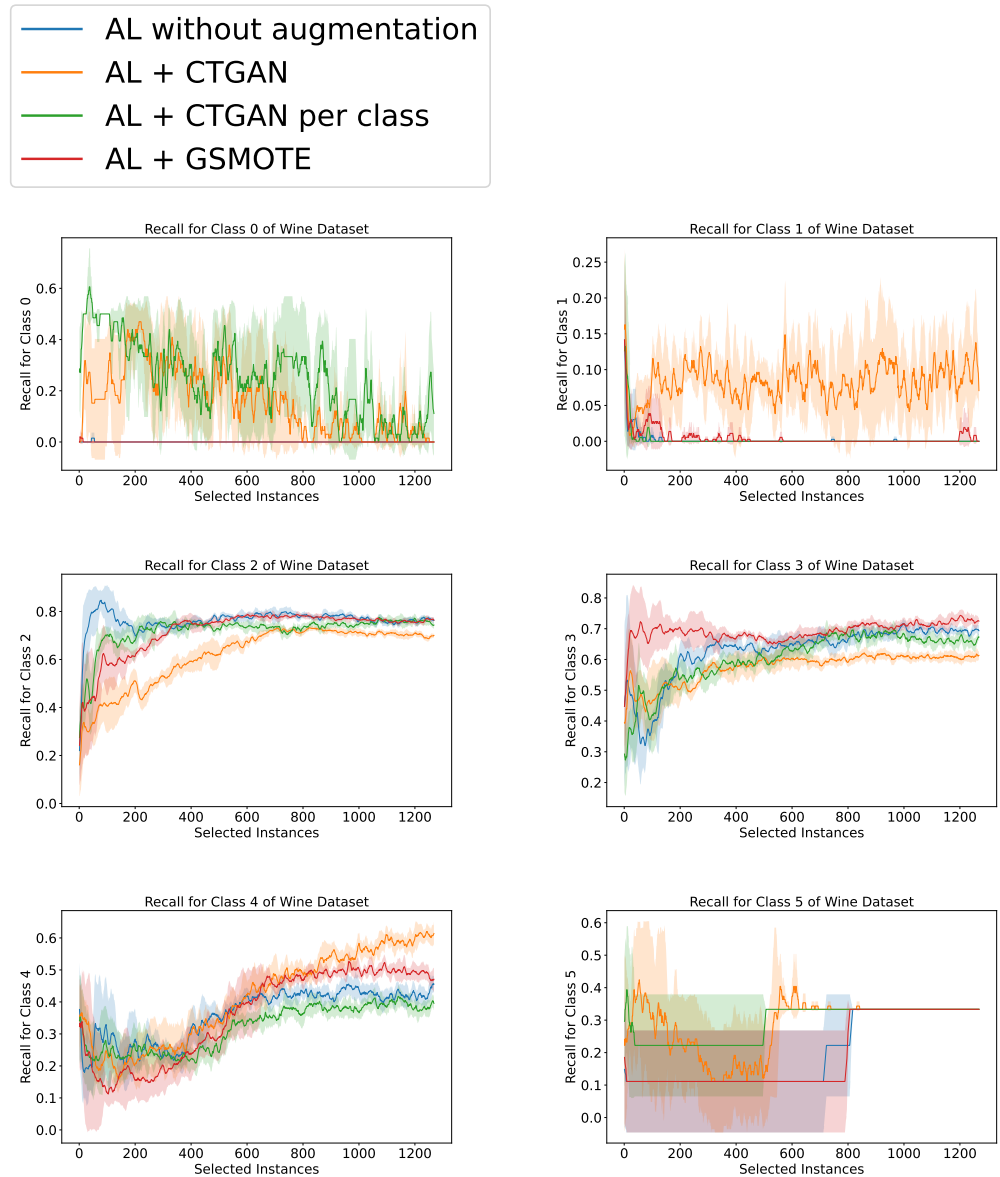 AL without augmentation
AL + CTGAN
AL + CTGAN per class
AL + GSMOTE
Recall for Class 0 of Wine Dataset
Recall for Class 0
0.6
0.4
0.2
0.0
0 200 400 600 800 1000 1200
Selected Instances
Recall for Class 1 of Wine Dataset
Recall for Class 1
0.25
0.20
0.15
0.10
0.05
0.00
0 200 400 600 800 1000 1200
Selected Instances
Recall for Class 2 of Wine Dataset
Recall for Class 2
0.8
0.6
0.4
0.2
0.0
0 200 400 600 800 1000 1200
Selected Instances
Recall for Class 3 of Wine Dataset
Recall for Class 3
0.8
0.7
0.6
0.5
0.4
0.3
0.2
0 200 400 600 800 1000 1200
Selected Instances
Recall for Class 4 of Wine Dataset
Recall for Class 4
0.6
0.5
0.4
0.3
0.2
0.1
0.0
0 200 400 600 800 1000 1200
Selected Instances
Recall for Class 5 of Wine Dataset
Recall for Class 5
0.6
0.5
0.4
0.3
0.2
0.1
0.0
0 200 400 600 800 1000 1200
Selected Instances